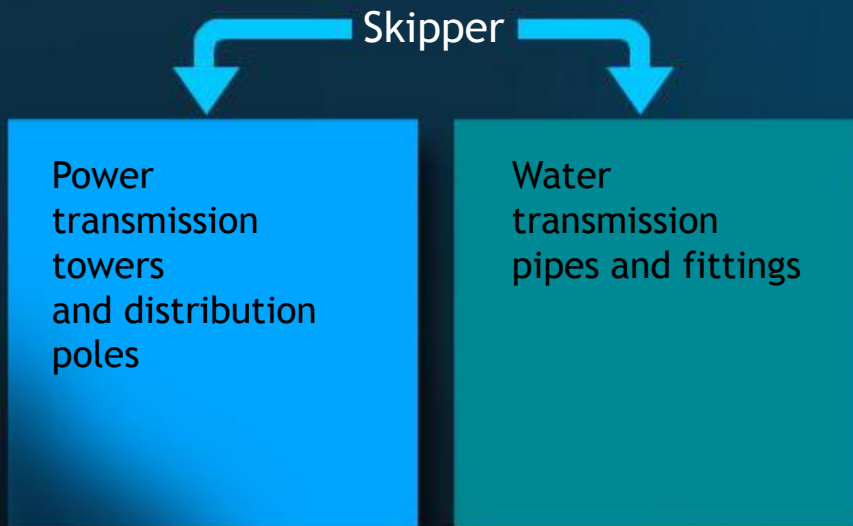 Skipper
Power
transmission
towers
and distribution
poles
Water
transmission
pipes and fittings